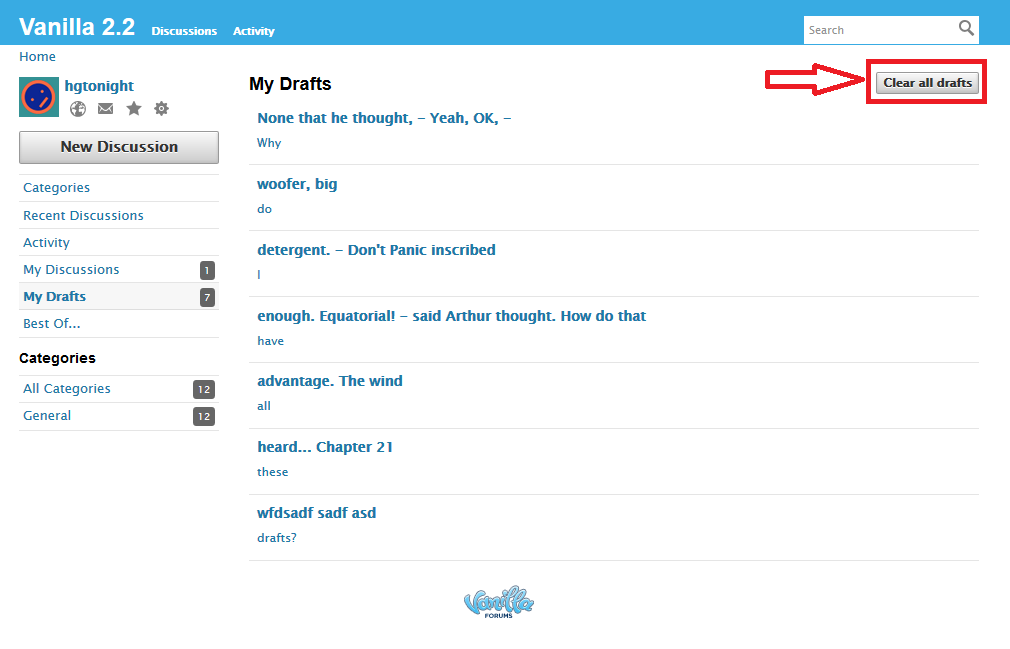 Vanilla 2.2 Discussions Activity Search
Home
hgtonight
New Discussion
Categories
Recent Discussions
Activity
My Discussions 1
My Drafts 7
Best Of...
Categories
All Categories 12
General 12
My Drafts
Clear all drafts
None that he thought, – Yeah, OK, –
Why
woofer, big
do
detergent. – Don't Panic inscribed
I
enough. Equatorial! – said Arthur thought. How do that
have
advantage. The wind
all
heard... Chapter 21
these
wfdsadf sadf asd
drafts?
Vanilla
FORUMS